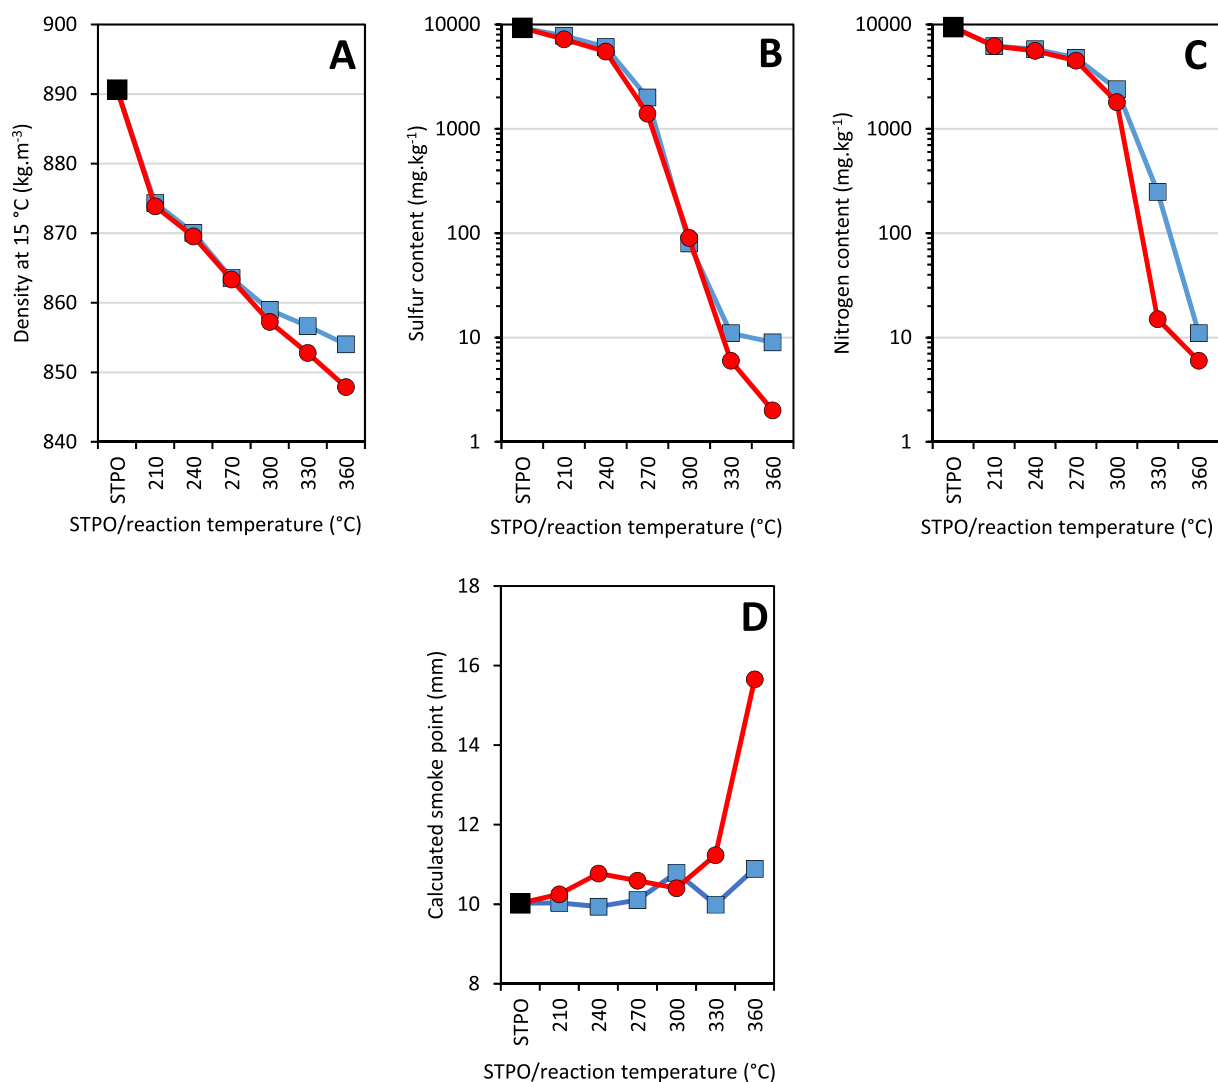 A
900
890
880
870
860
850
840
Density at 15 °C (kg.m-3)
STPO
210
240
270
300
330
360
STPO/reaction temperature (°C)
B
10000
1000
100
10
1
Sulfur content (mg.kg-1)
STPO
210
240
270
300
330
360
STPO/reaction temperature (°C)
C
10000
1000
100
10
1
Nitrogen content (mg.kg-1)
STPO
210
240
270
300
330
360
STPO/reaction temperature (°C)
D
18
16
14
12
10
8
Calculated smoke point (mm)
STPO
210
240
270
300
330
360
STPO/reaction temperature (°C)